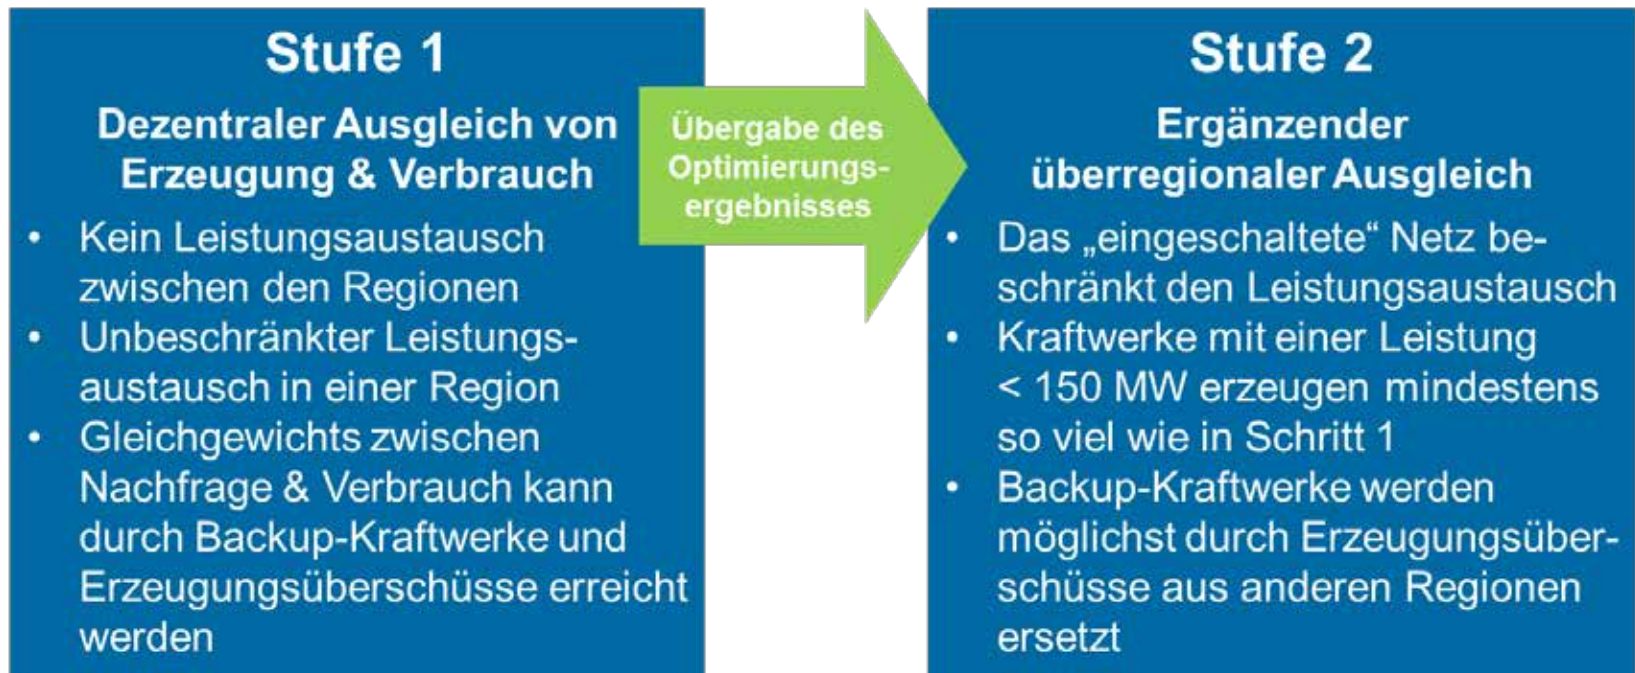 Stufe 1
Dezentraler Ausgleich von
Erzeugung & Verbrauch
• Kein Leistungsaustausch
zwischen den Regionen
• Unbeschränkter Leistungs-
austausch in einer Region
• Gleichgewichts zwischen
Nachfrage & Verbrauch kann
durch Backup-Kraftwerke und
Erzeugungsüberschüsse erreicht
werden
Übergabe des
Optimierungs-
ergebnisses
Stufe 2
Ergänzender
überregionaler Ausgleich
• Das „eingeschaltete“ Netz be-
schränkt den Leistungsaustausch
• Kraftwerke mit einer Leistung
< 150 MW erzeugen mindestens
so viel wie in Schritt 1
• Backup-Kraftwerke werden
möglichst durch Erzeugungsüber-
schüsse aus anderen Regionen
ersetzt